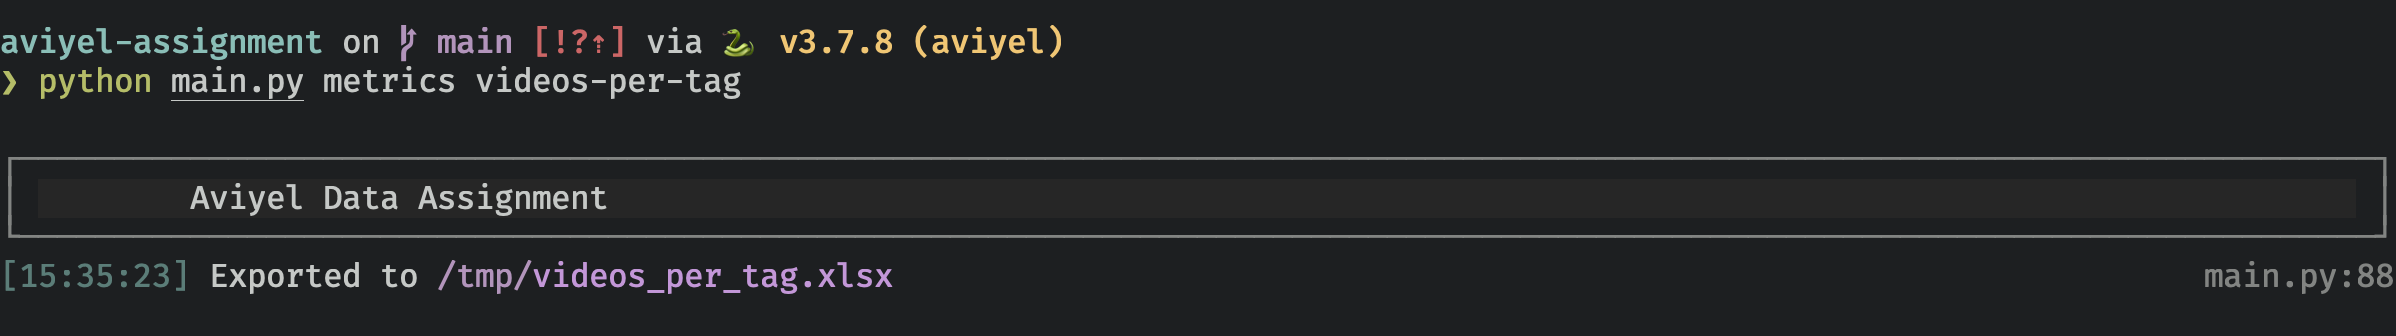 aviyel-assignment on main [!?⇡] via 🐍 v3.7.8 (aviyel)
❯ python main.py metrics videos-per-tag
Aviyel Data Assignment
[15:35:23] Exported to /tmp/videos_per_tag.xlsx main.py:88